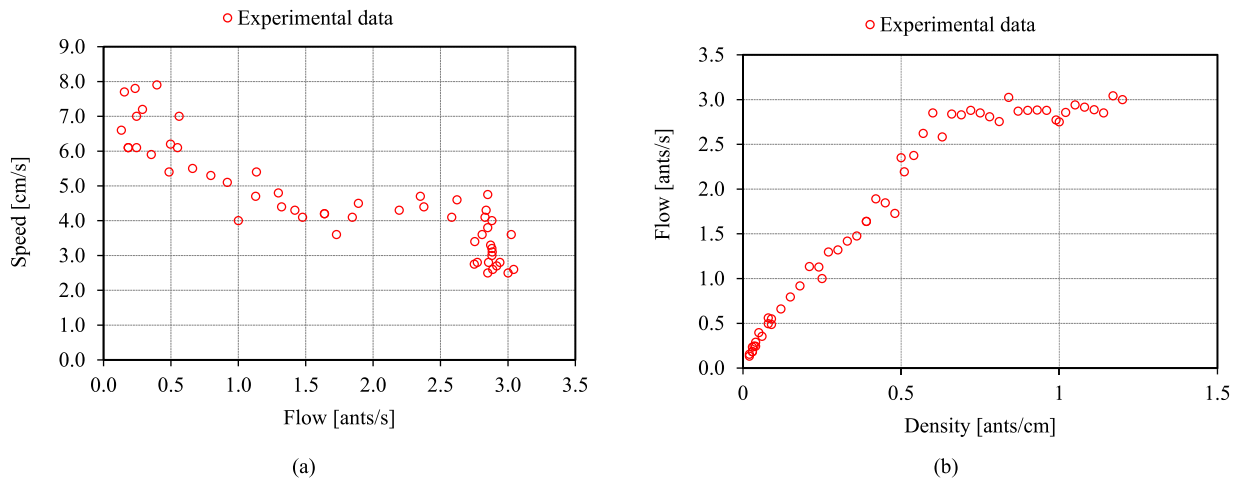 Experimental data
9.0
8.0
7.0
6.0
5.0
4.0
3.0
2.0
1.0
0.0
Speed [cm/s]
0.0 0.5 1.0 1.5 2.0 2.5 3.0 3.5
Flow [ants/s]
(a)
Experimental data
3.5
3.0
2.5
2.0
1.5
1.0
0.5
0.0
Flow [ants/s]
0 0.5 1 1.5
Density [ants/cm]
(b)